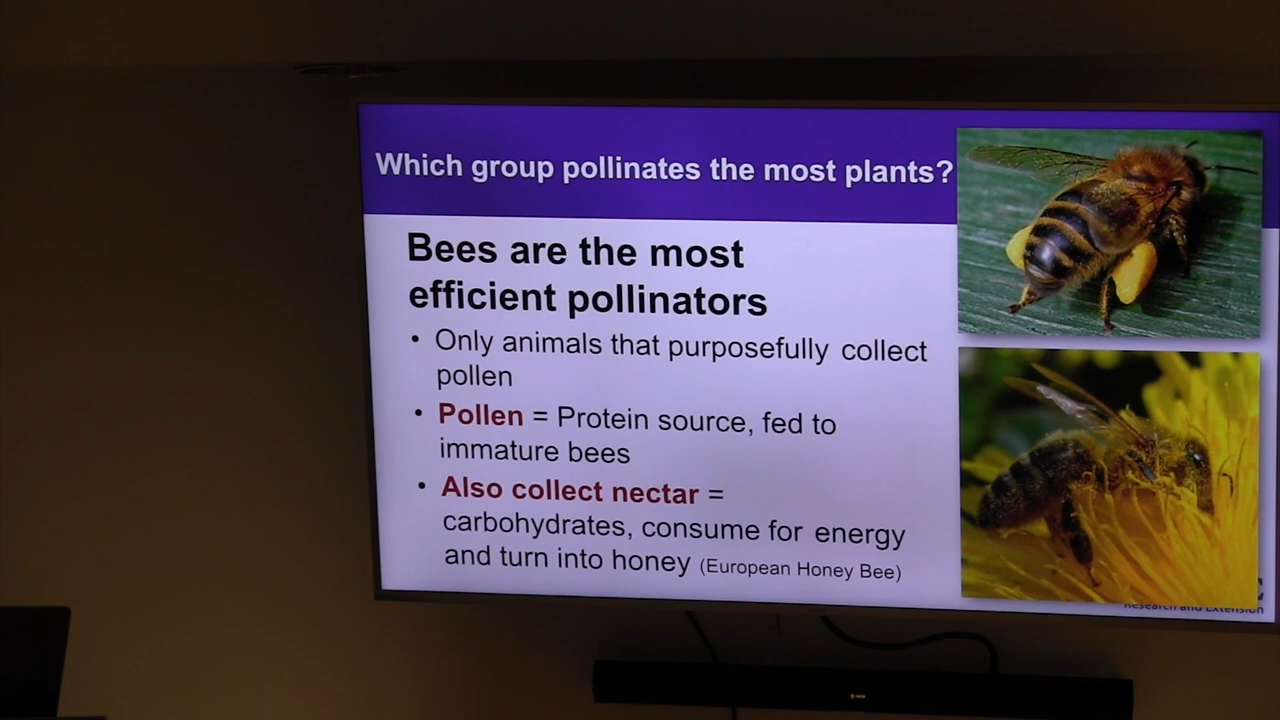 Which group pollinates the most plants?
Bees are the most
efficient pollinators
• Only animals that purposefully collect
pollen
• Pollen = Protein source, fed to
immature bees
• Also collect nectar =
carbohydrates, consume for energy
and turn into honey (European Honey Bee)
Research and Extension